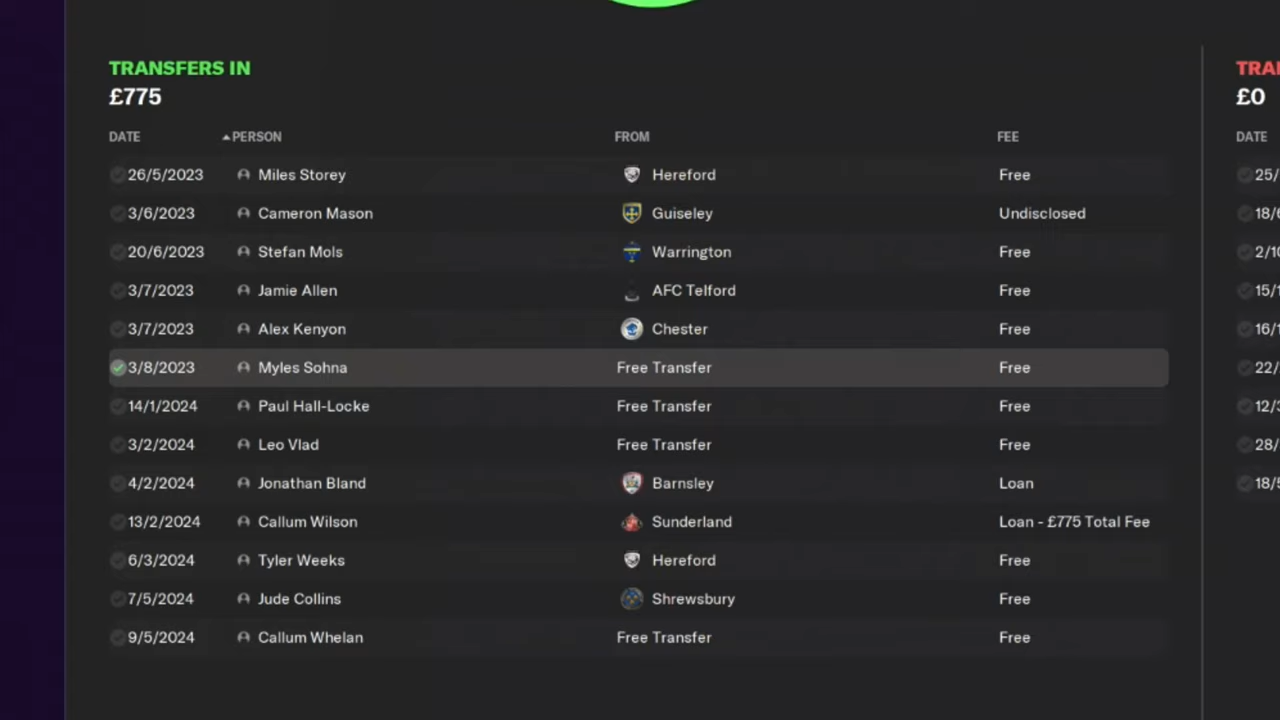 TRANSFERS IN
£775
DATE PERSON FROM FEE
26/5/2023 Miles Storey Hereford Free
3/6/2023 Cameron Mason Guiseley Undisclosed
20/6/2023 Stefan Mols Warrington Free
3/7/2023 Jamie Allen AFC Telford Free
3/7/2023 Alex Kenyon Chester Free
3/8/2023 Myles Sohna Free Transfer Free
14/1/2024 Paul Hall-Locke Free Transfer Free
3/2/2024 Leo Vlad Free Transfer Free
4/2/2024 Jonathan Bland Barnsley Loan
13/2/2024 Callum Wilson Sunderland Loan - £775 Total Fee
6/3/2024 Tyler Weeks Hereford Free
7/5/2024 Jude Collins Shrewsbury Free
9/5/2024 Callum Whelan Free Transfer Free
£0
DATE